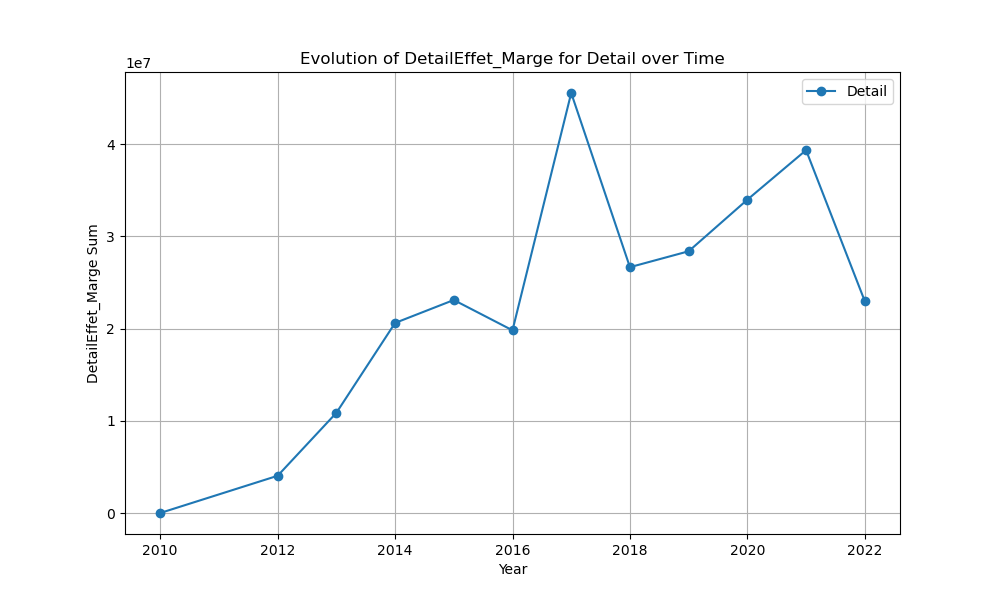 Evolution of DetailEffet_Marge for Detail over Time
1e7
Detail
4
3
2
1
0
DetailEffet_Marge Sum
2010 2012 2014 2016 2018 2020 2022
Year